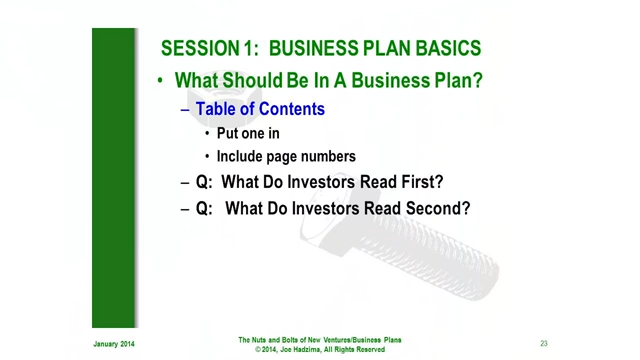 SESSION 1: BUSINESS PLAN BASICS
• What Should Be In A Business Plan?
– Table of Contents
• Put one in
• Include page numbers
– Q: What Do Investors Read First?
– Q: What Do Investors Read Second?
January 2014
The Nuts and Bolts of New Ventures/Business Plans
© 2014, Joe Hadzima, All Rights Reserved
23